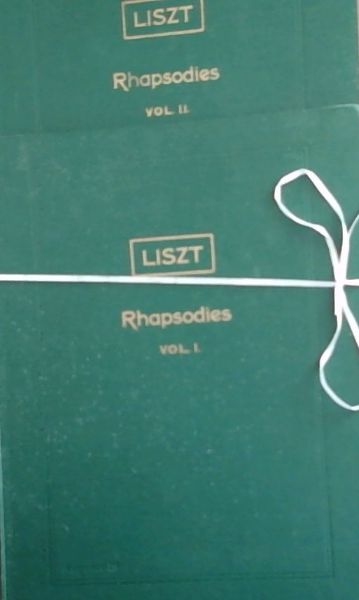 LISZT
Rhapsodies
VOL. II.
LISZT
Rhapsodies
VOL. I.